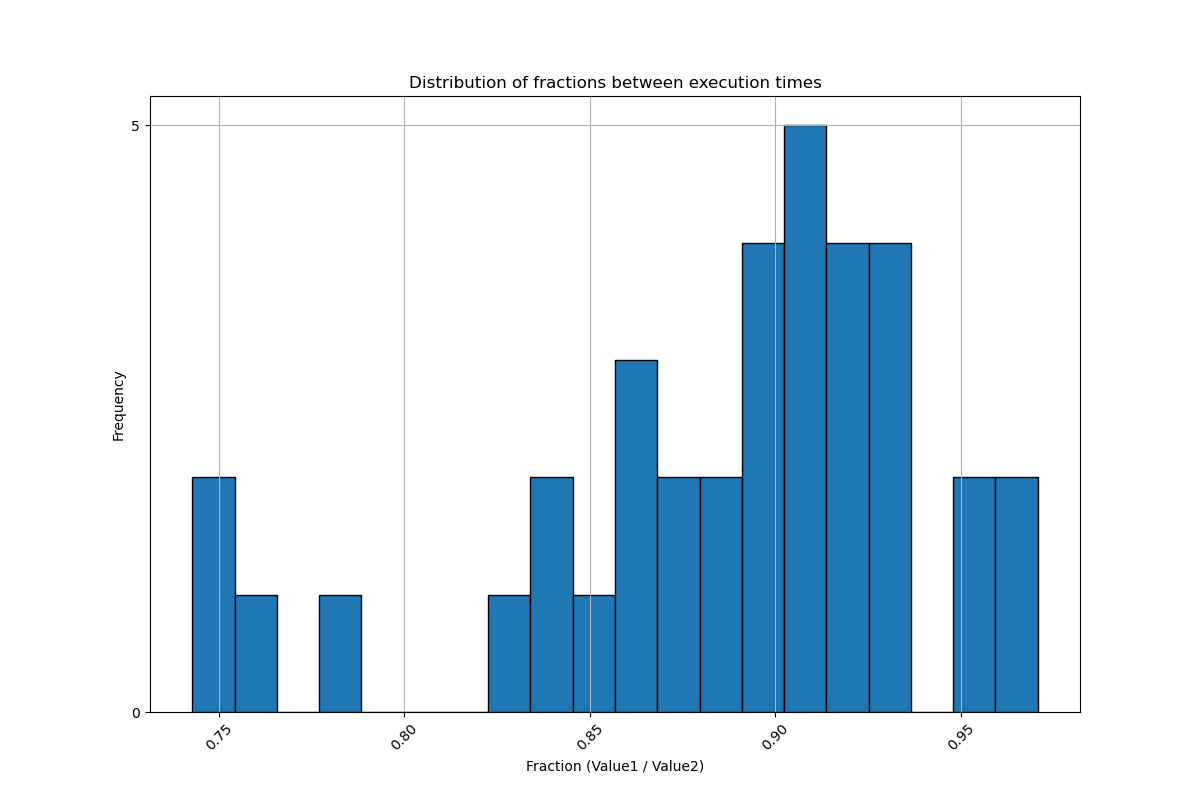 Distribution of fractions between execution times
5
Frequency
0
0.75
0.80
0.85
0.90
0.95
Fraction (Value1 / Value2)